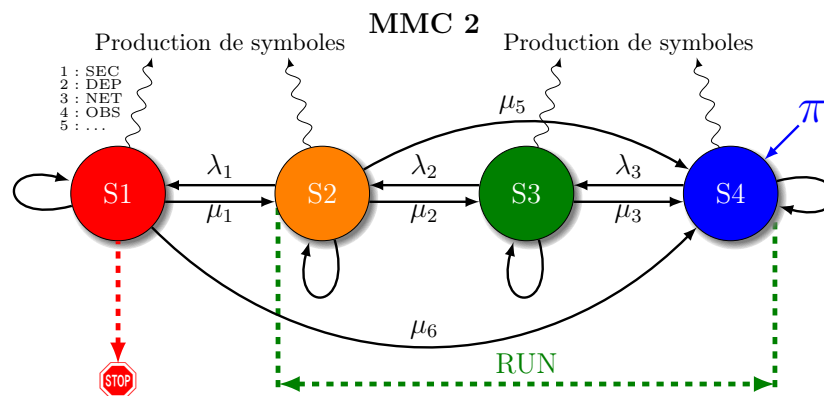 MMC 2
Production de symboles
Production de symboles
1 : SEC
2 : DEP
3 : NET
4 : OBS
5 : ...
μ5
π
S1
λ1
μ1
S2
λ2
μ2
S3
λ3
μ3
S4
μ6
RUN
STOP